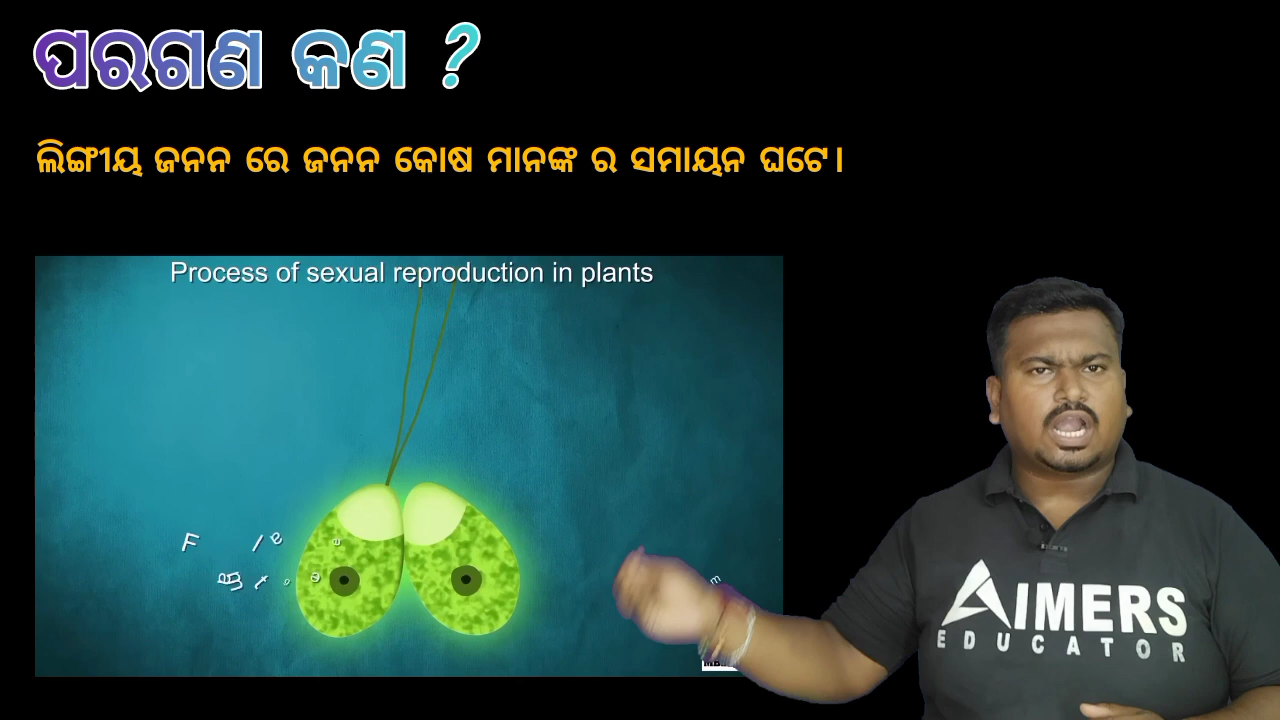 ପରଗଣ କଣ ?
ଲିଙ୍ଗୀୟ ଜନନ ରେ ଜନନ କୋଷ ମାନଙ୍କ ର ସମାୟନ ଘଟେ।
Process of sexual reproduction in plants
AIMERS
EDUCATOR